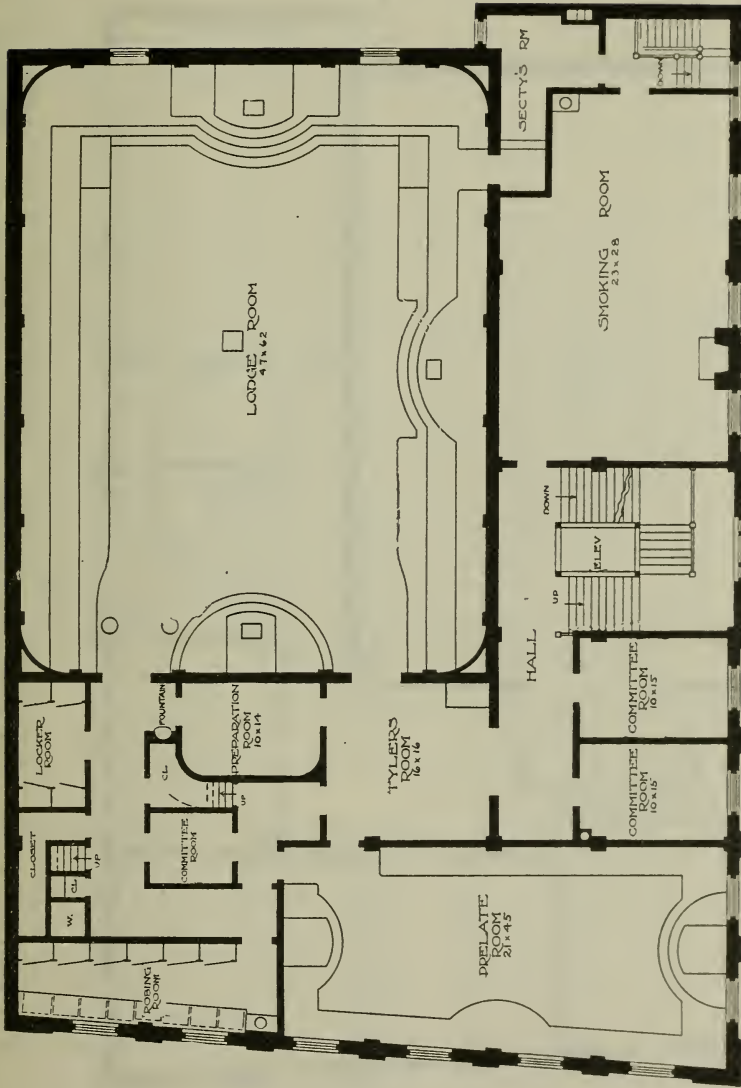 SECTY'S RM
DOWN
SMOKING ROOM
23 x 28
LODGE ROOM
47 x 62
DOWN
ELEV
UP
HALL
COMMITTEE
ROOM
10 x 15
COMMITTEE
ROOM
10 x 15
FOUNTAIN
PREPARATION
ROOM
10 x 14
TYLERS
ROOM
16 x 16
LOCKER
ROOM
CL
UP
COMMITTEE
ROOM
CLOSET
UP
CL
W.
ROBING
ROOM
PRELATE
ROOM
21 x 45